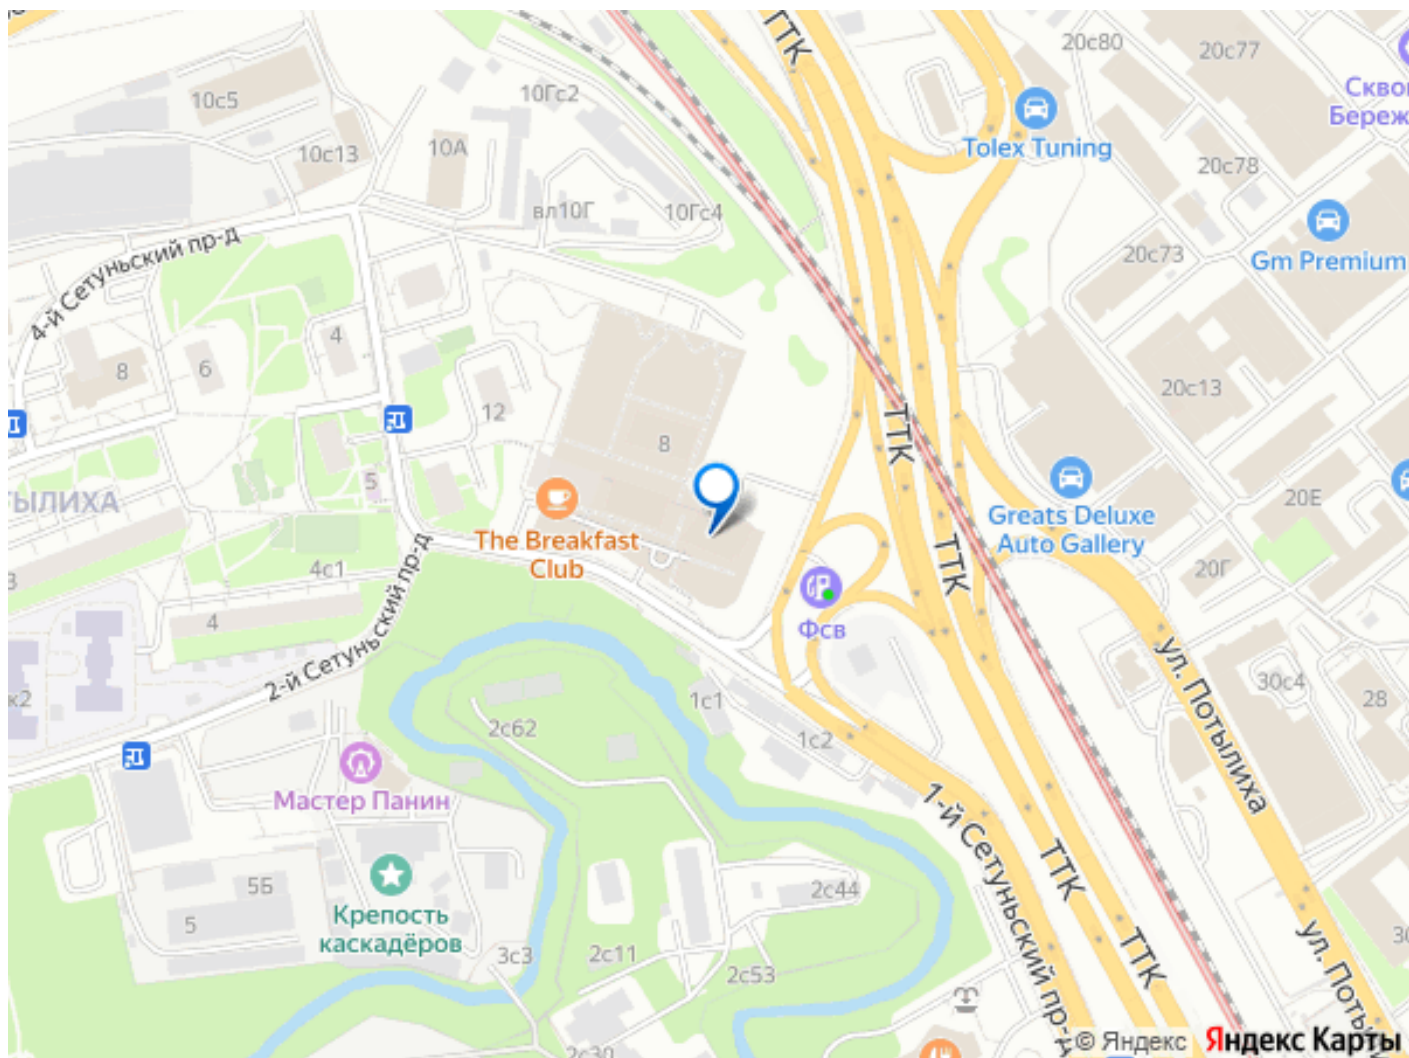 ТТК
20с80
20с77
10Гс2
10с5
Tolex Tuning
10А
10с13
20с78
вл10Г
10Гс4
4-й Сетуньский пр-д
20с73
Gm Premium
4
8
6
20с13
12
ТТК
8
5
20Е
The Breakfast
Club
Greats Deluxe
Auto Gallery
2-й Сетуньский пр-д
4с1
ТТК
20Г
4
Фсв
ул. Потылиха
30с4
28
1с1
2с62
1с2
Мастер Панин
1-й Сетуньский пр-д
ТТК
5Б
5
2с44
Крепость
каскадёров
3с3
2с11
2с53
ТТК
© Яндекс
Яндекс Карты